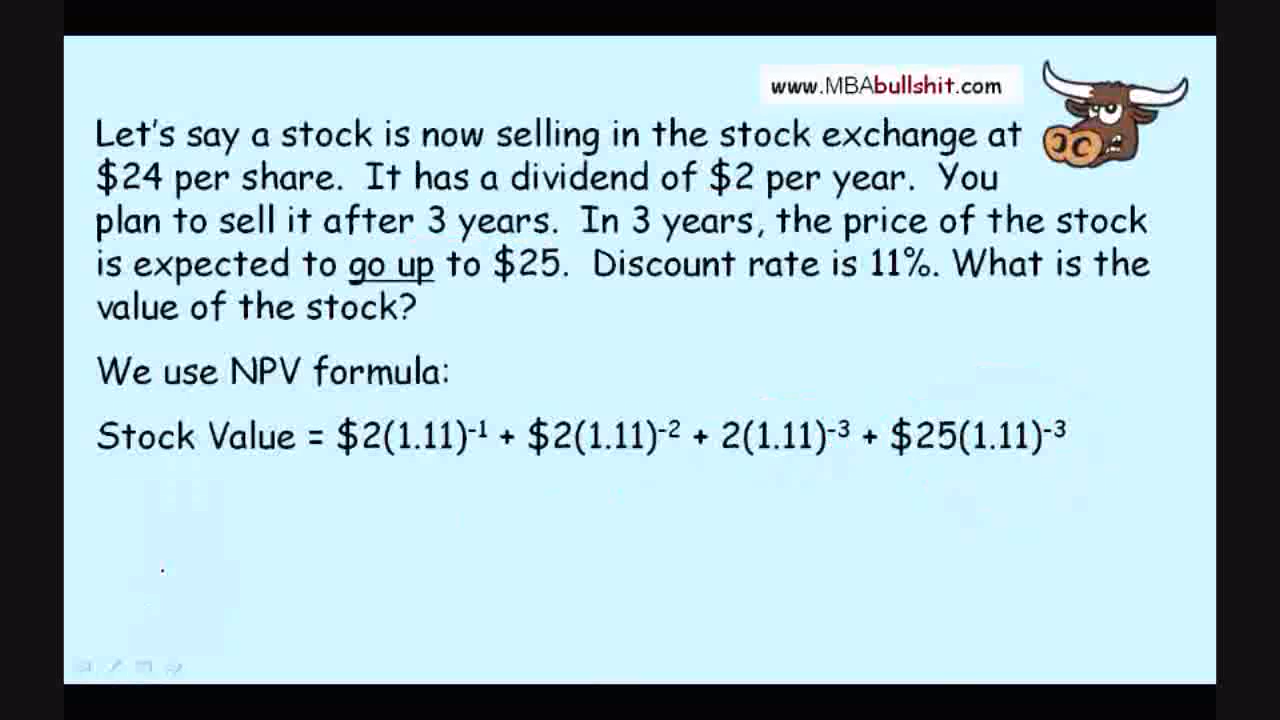 www.MBAbullshit.com
Let's say a stock is now selling in the stock exchange at
$24 per share. It has a dividend of $2 per year. You
plan to sell it after 3 years. In 3 years, the price of the stock
is expected to go up to $25. Discount rate is 11%. What is the
value of the stock?
We use NPV formula:
Stock Value = $2(1.11)⁻¹ + $2(1.11)⁻² + 2(1.11)⁻³ + $25(1.11)⁻³